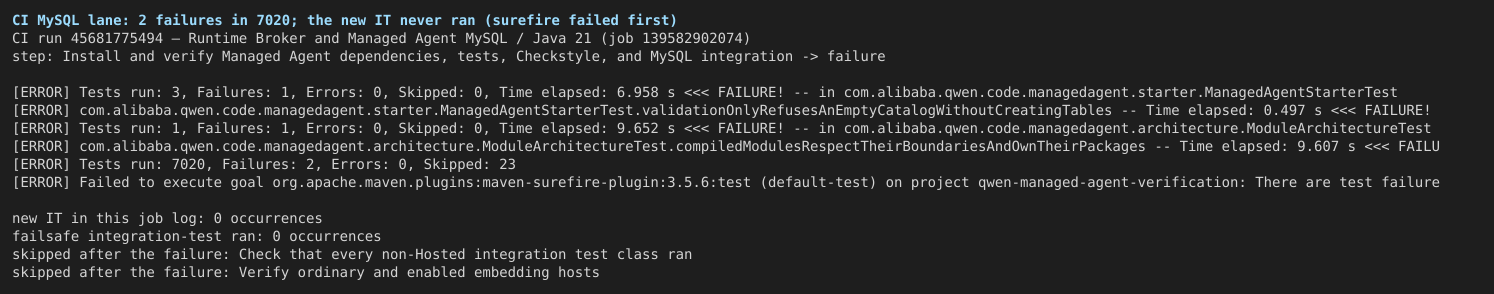 CI MySQL lane: 2 failures in 7020; the new IT never ran (surefire failed first)
CI run 45681775494 — Runtime Broker and Managed Agent MySQL / Java 21 (job 139582902074)
step: Install and verify Managed Agent dependencies, tests, Checkstyle, and MySQL integration -> failure
[ERROR] Tests run: 3, Failures: 1, Errors: 0, Skipped: 0, Time elapsed: 6.958 s <<< FAILURE! -- in com.alibaba.qwen.code.managedagent.starter.ManagedAgentStarterTest
[ERROR] com.alibaba.qwen.code.managedagent.starter.ManagedAgentStarterTest.validationOnlyRefusesAnEmptyCatalogWithoutCreatingTables -- Time elapsed: 0.497 s <<< FAILURE!
[ERROR] Tests run: 1, Failures: 1, Errors: 0, Skipped: 0, Time elapsed: 9.652 s <<< FAILURE! -- in com.alibaba.qwen.code.managedagent.architecture.ModuleArchitectureTest
[ERROR] com.alibaba.qwen.code.managedagent.architecture.ModuleArchitectureTest.compiledModulesRespectTheirBoundariesAndOwnTheirPackages -- Time elapsed: 9.607 s <<< FAILU
[ERROR] Tests run: 7020, Failures: 2, Errors: 0, Skipped: 23
[ERROR] Failed to execute goal org.apache.maven.plugins:maven-surefire-plugin:3.5.6:test (default-test) on project qwen-managed-agent-verification: There are test failure
new IT in this job log: 0 occurrences
failsafe integration-test ran: 0 occurrences
skipped after the failure: Check that every non-Hosted integration test class ran
skipped after the failure: Verify ordinary and enabled embedding hosts